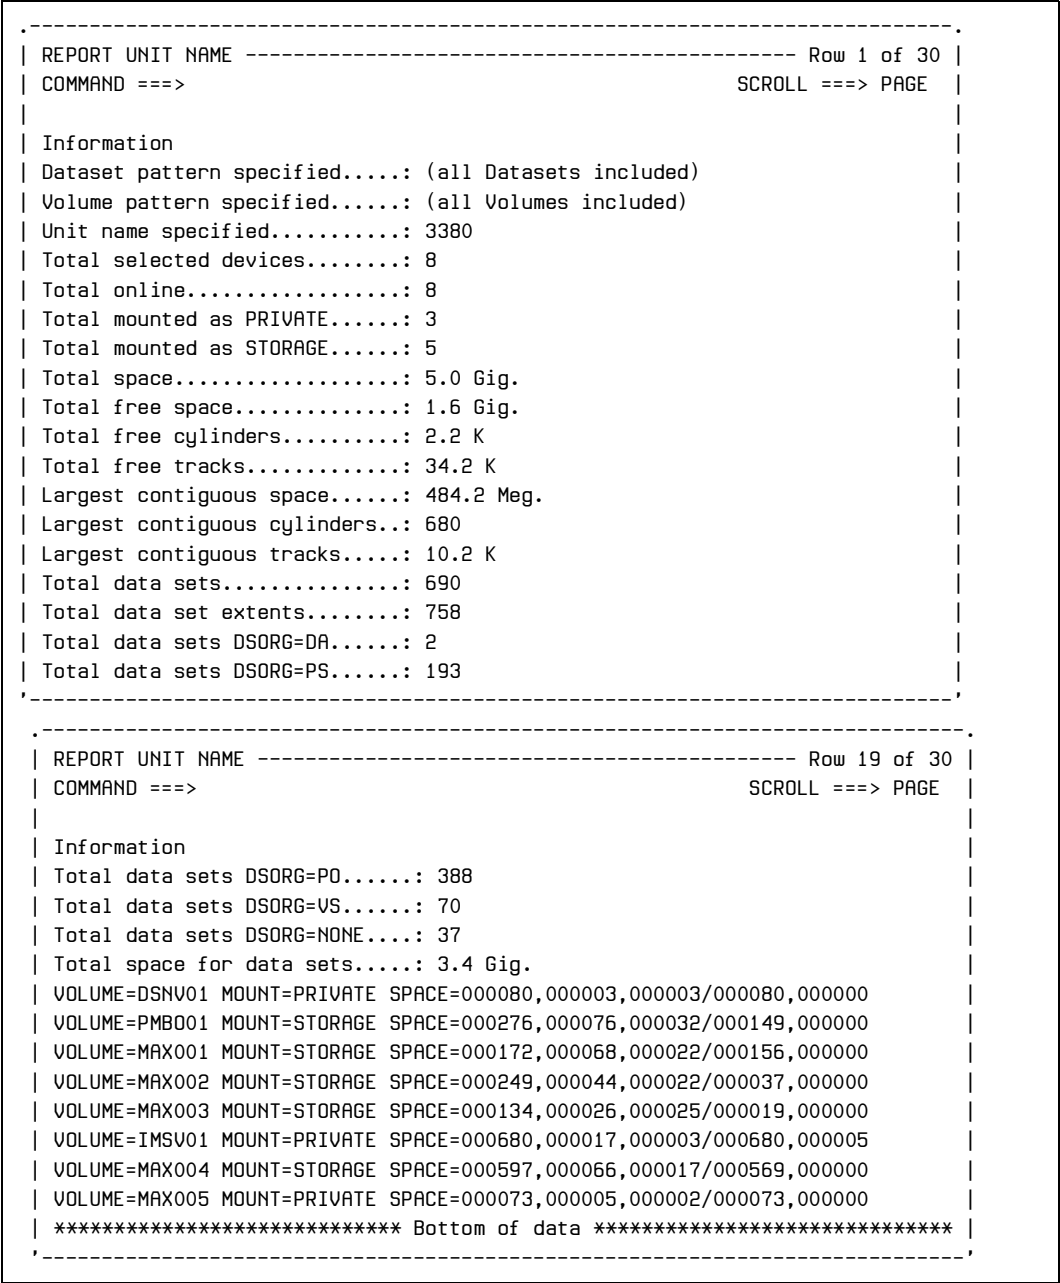 .-----------------------------------------------------------------------------.
| REPORT UNIT NAME ---------------------------------------------- Row 1 of 30 |
| COMMAND ===>                                              SCROLL ===> PAGE  |
|                                                                             |
| Information                                                                 |
| Dataset pattern specified.....: (all Datasets included)                     |
| Volume pattern specified......: (all Volumes included)                      |
| Unit name specified...........: 3380                                        |
| Total selected devices........: 8                                           |
| Total online..................: 8                                           |
| Total mounted as PRIVATE......: 3                                           |
| Total mounted as STORAGE......: 5                                           |
| Total space...................: 5.0 Gig.                                    |
| Total free space..............: 1.6 Gig.                                    |
| Total free cylinders..........: 2.2 K                                       |
| Total free tracks.............: 34.2 K                                      |
| Largest contiguous space......: 484.2 Meg.                                  |
| Largest contiguous cylinders..: 680                                         |
| Largest contiguous tracks.....: 10.2 K                                      |
| Total data sets...............: 690                                         |
| Total data set extents........: 758                                         |
| Total data sets DSORG=DA......: 2                                           |
| Total data sets DSORG=PS......: 193                                         |
'-----------------------------------------------------------------------------'
.-----------------------------------------------------------------------------.
| REPORT UNIT NAME --------------------------------------------- Row 19 of 30 |
| COMMAND ===>                                              SCROLL ===> PAGE  |
|                                                                             |
| Information                                                                 |
| Total data sets DSORG=PO......: 388                                         |
| Total data sets DSORG=VS......: 70                                          |
| Total data sets DSORG=NONE....: 37                                          |
| Total space for data sets.....: 3.4 Gig.                                    |
| VOLUME=DSNV01 MOUNT=PRIVATE SPACE=000080,000003,000003/000080,000000        |
| VOLUME=PMBO01 MOUNT=STORAGE SPACE=000276,000076,000032/000149,000000        |
| VOLUME=MAX001 MOUNT=STORAGE SPACE=000172,000068,000022/000156,000000        |
| VOLUME=MAX002 MOUNT=STORAGE SPACE=000249,000044,000022/000037,000000        |
| VOLUME=MAX003 MOUNT=STORAGE SPACE=000134,000026,000025/000019,000000        |
| VOLUME=IMSV01 MOUNT=PRIVATE SPACE=000680,000017,000003/000680,000005        |
| VOLUME=MAX004 MOUNT=STORAGE SPACE=000597,000066,000017/000569,000000        |
| VOLUME=MAX005 MOUNT=PRIVATE SPACE=000073,000005,000002/000073,000000        |
| ***************************** Bottom of data ****************************** |
'-----------------------------------------------------------------------------'